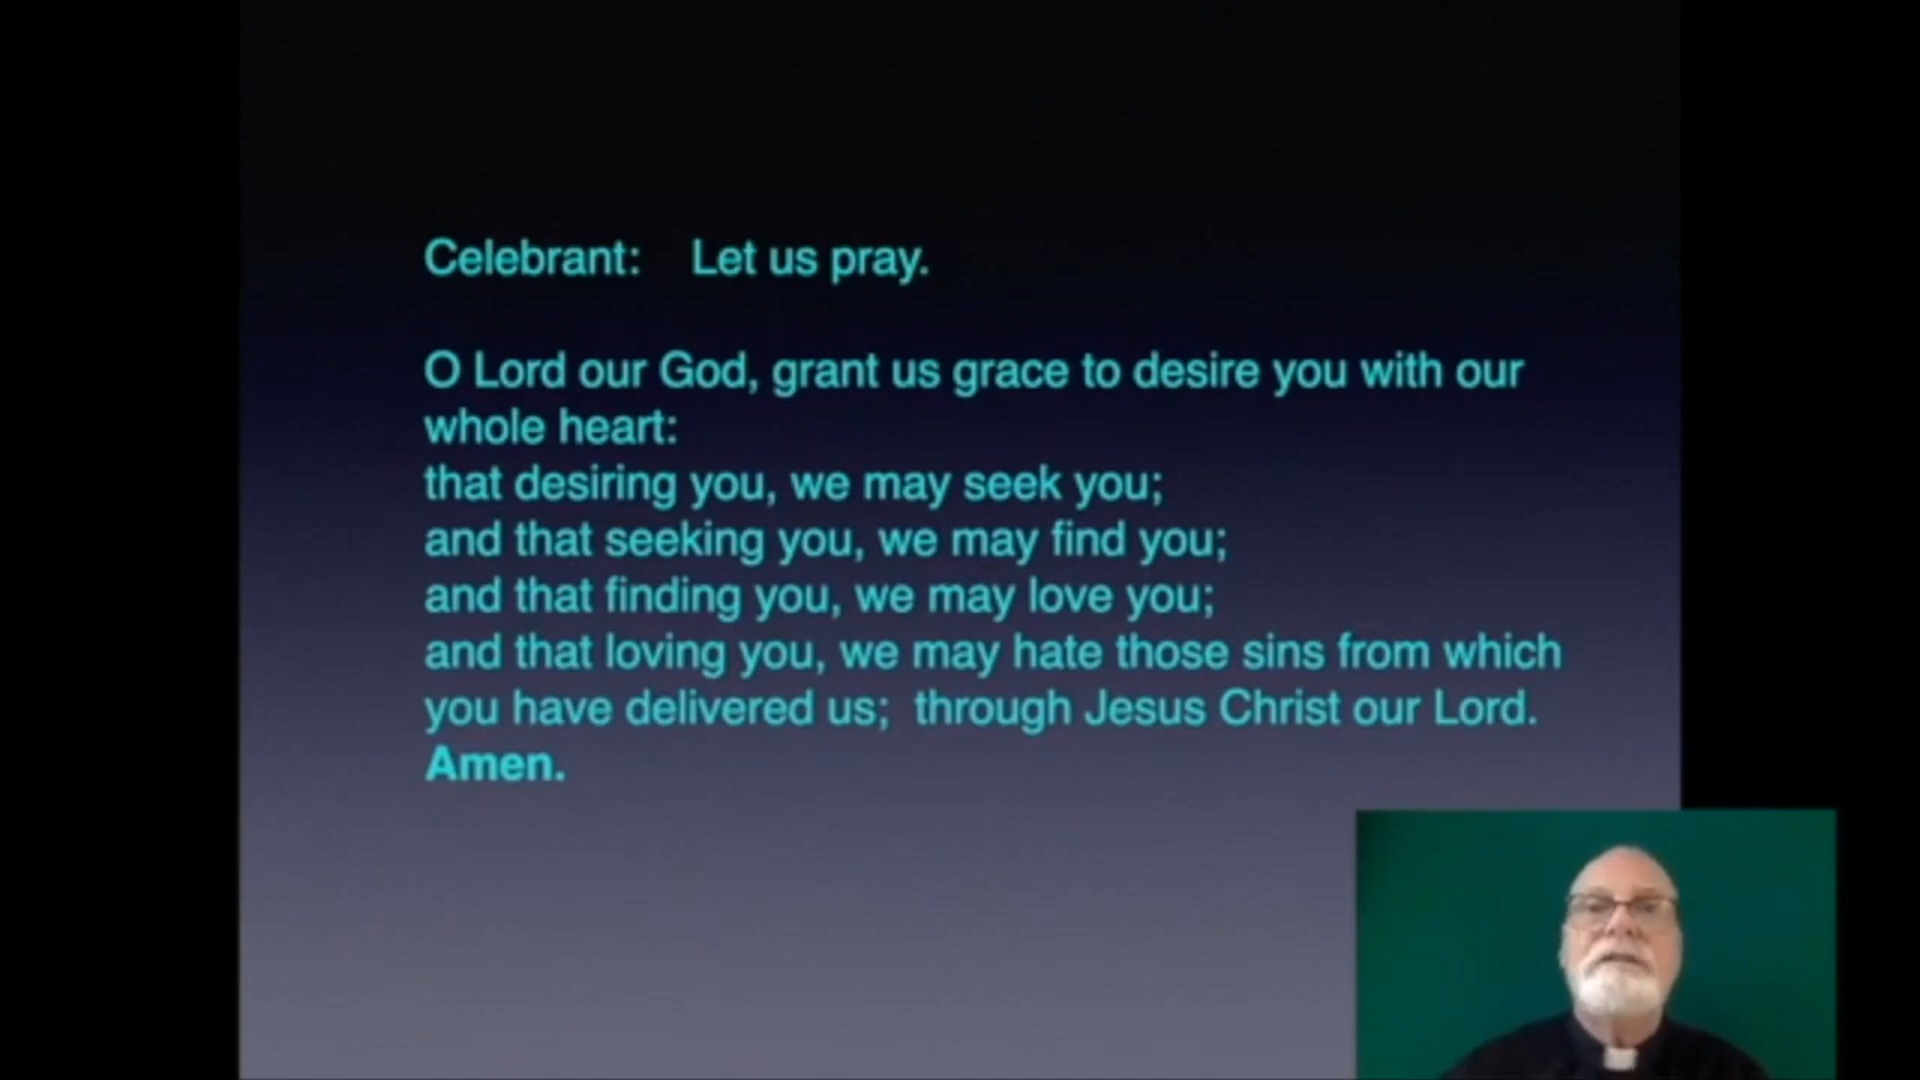 Celebrant: Let us pray.
O Lord our God, grant us grace to desire you with our
whole heart:
that desiring you, we may seek you;
and that seeking you, we may find you;
and that finding you, we may love you;
and that loving you, we may hate those sins from which
you have delivered us; through Jesus Christ our Lord.
Amen.